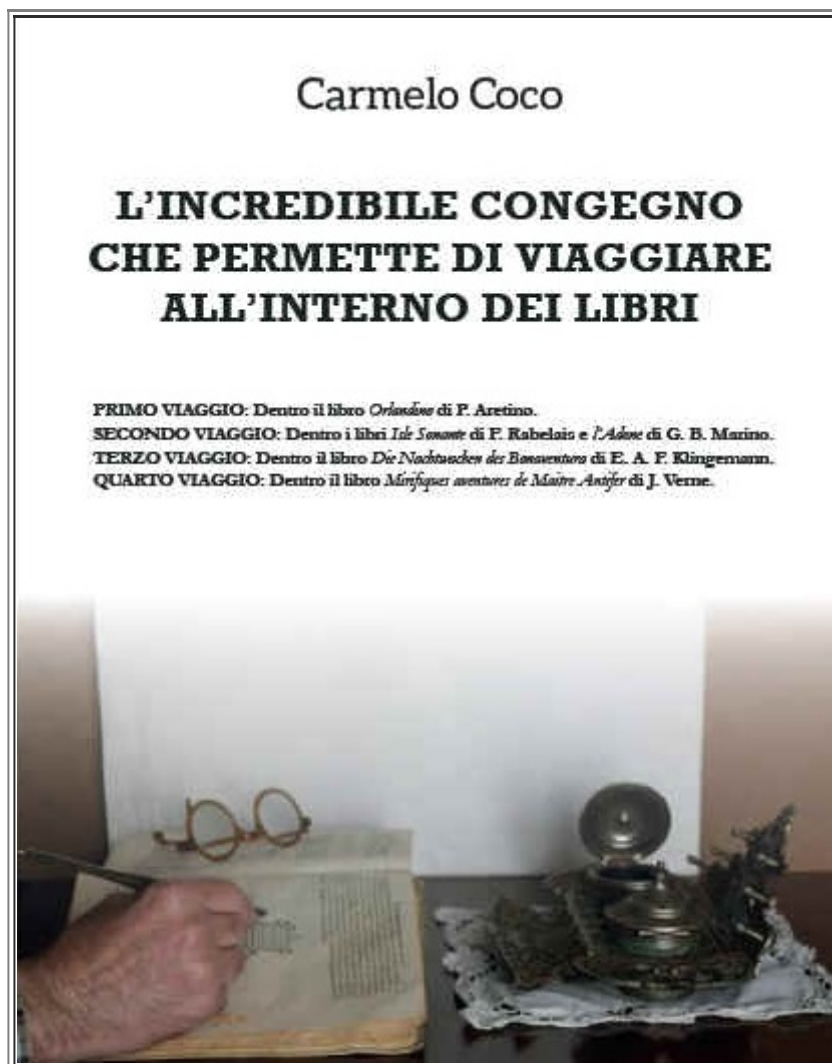 Carmelo Coco
L'INCREDIBILE CONGEGNO
CHE PERMETTE DI VIAGGIARE
ALL'INTERNO DEI LIBRI
PRIMO VIAGGIO: Dentro il libro Orlandino di P. Aretino.
SECONDO VIAGGIO: Dentro i libri Isle Sonante di F. Rabelais e l'Adone di G. B. Marino.
TERZO VIAGGIO: Dentro il libro Die Nachtwachen des Bonaventura di E. A. F. Klingemann.
QUARTO VIAGGIO: Dentro il libro Mirifiques aventures de Maître Antifer di J. Verne.